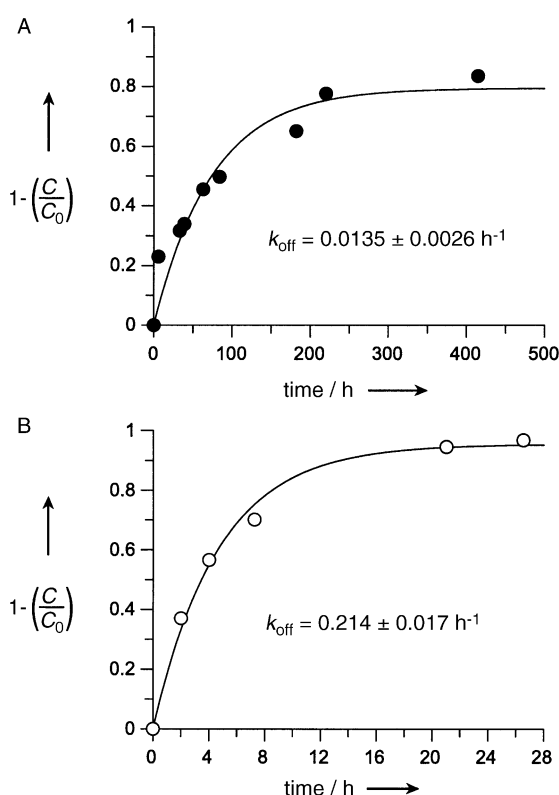 A
1
0.8
0.6
0.4
0.2
0
1-(C/C0)
koff = 0.0135 ± 0.0026 h-1
0 100 200 300 400 500
time / h
B
1
0.8
0.6
0.4
0.2
0
1-(C/C0)
koff = 0.214 ± 0.017 h-1
0 4 8 12 16 20 24 28
time / h